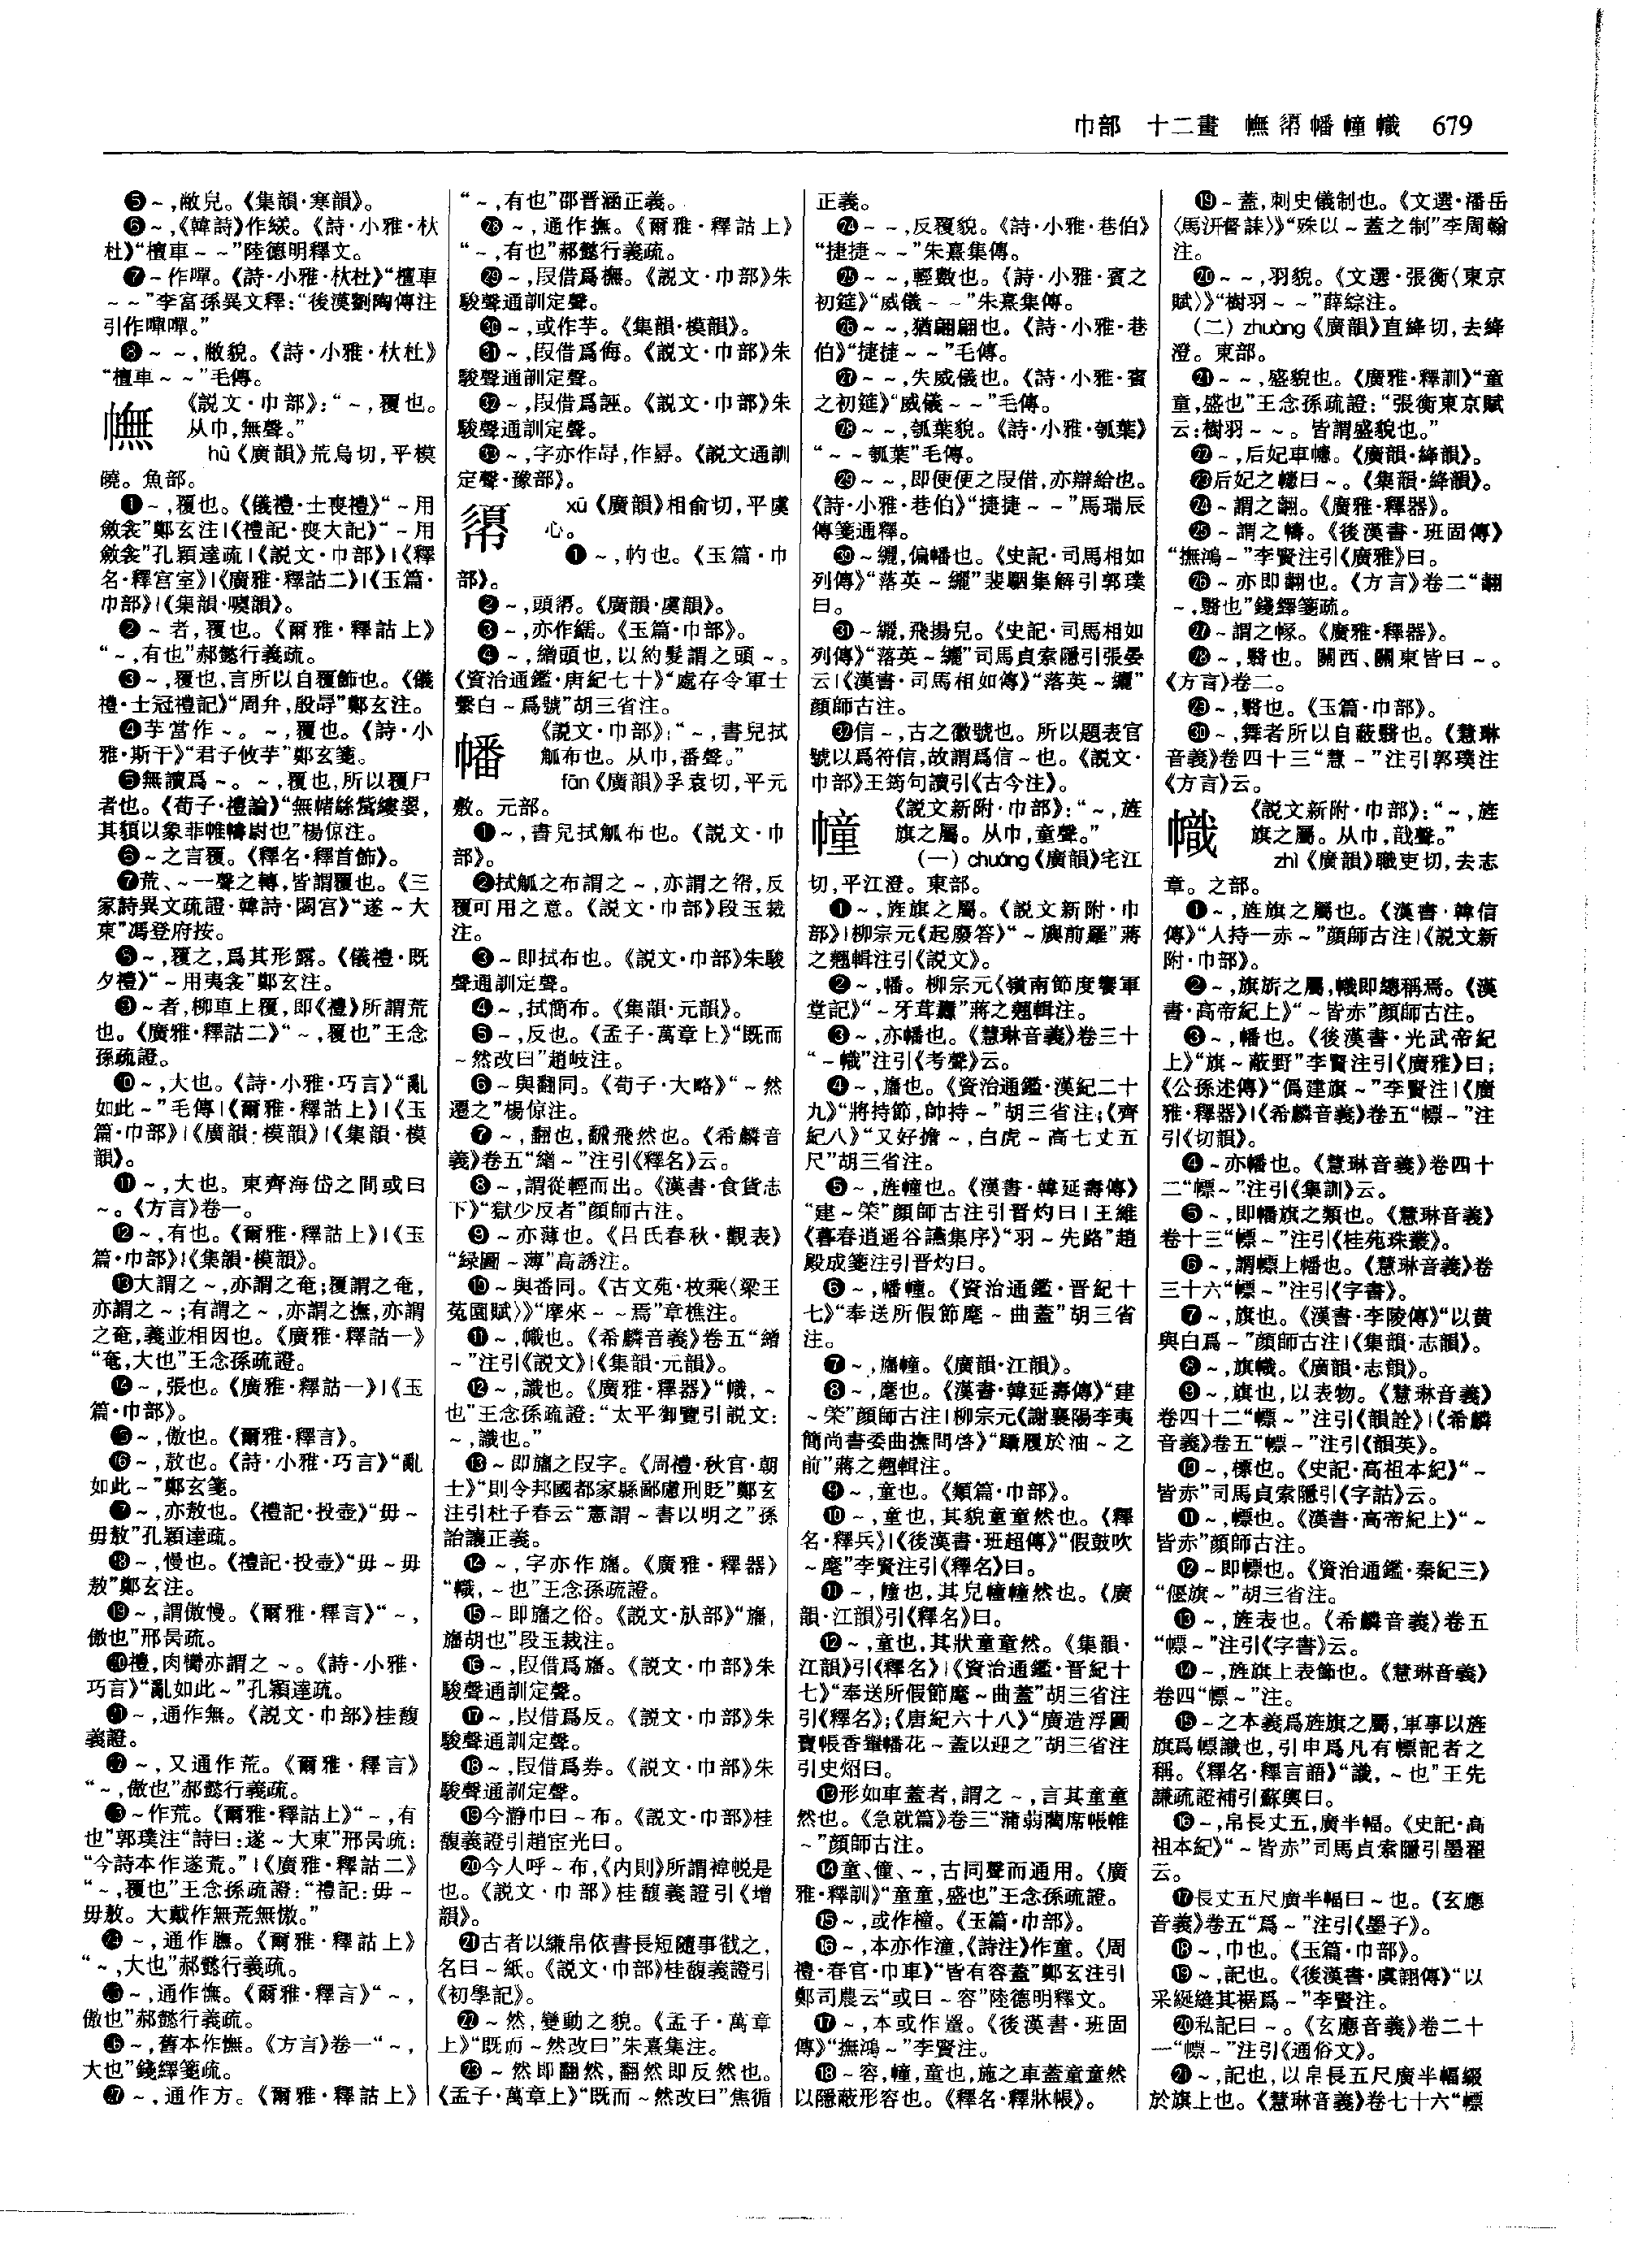 巾部　十二畫　幠㡏幡幢幟　679
❺～,敝皃。《集韻·寒韻》。
❻～,《韓詩》作緂。《詩·小雅·杕
杜》“檀車～～”陸德明釋文。
❼～作嘽。《詩·小雅·杕杜》“檀車
～～”李富孫異文釋:“後漢劉陶傳注
引作嘽嘽。”
❽～～,敝貌。《詩·小雅·杕杜》
“檀車～～”毛傳。
幠
《説文·巾部》:“～,覆也。
从巾,無聲。”
hū《廣韻》荒烏切,平模
曉。魚部。
❶～,覆也。《儀禮·士喪禮》“～用
斂衾”鄭玄注|《禮記·喪大記》“～用
斂衾”孔穎達疏|《説文·巾部》|《釋
名·釋宫室》|《廣雅·釋詁二》|《玉篇·
巾部》|《集韻·噳韻》。
❷～者,覆也。《爾雅·釋詁上》
“～,有也”郝懿行義疏。
❸～,覆也,言所以自覆飾也。《儀
禮·士冠禮記》“周弁,殷冔”鄭玄注。
❹芋當作～。～,覆也。《詩·小
雅·斯干》“君子攸芋”鄭玄箋。
❺無讀爲～。～,覆也,所以覆尸
者也。《荀子·禮論》“無帾絲歶縷翣,
其䫉以象菲帷幬尉也”楊倞注。
❻～之言覆。《釋名·釋首飾》。
❼荒、～一聲之轉,皆謂覆也。《三
家詩異文疏證·韓詩·閟宫》“遂～大
東”馮登府按。
❽～,覆之,爲其形露。《儀禮·既
夕禮》“～用夷衾”鄭玄注。
❾～者,柳車上覆,即《禮》所謂荒
也。《廣雅·釋詁二》“～,覆也”王念
孫疏證。
❿～,大也。《詩·小雅·巧言》“亂
如此～”毛傳|《爾雅·釋詁上》|《玉
篇·巾部》|《廣韻·模韻》|《集韻·模
韻》。
⓫～,大也。東齊海岱之間或曰
～。《方言》卷一。
⓬～,有也。《爾雅·釋詁上》|《玉
篇·巾部》|《集韻·模韻》。
⓭大謂之～,亦謂之奄;覆謂之奄,
亦謂之～;有謂之～,亦謂之撫,亦謂
之奄,義並相因也。《廣雅·釋詁一》
“奄,大也”王念孫疏證。
⓮～,張也。《廣雅·釋詁一》|《玉
篇·巾部》。
⓯～,傲也。《爾雅·釋言》。
⓰～,敖也。《詩·小雅·巧言》“亂
如此～”鄭玄箋。
⓱～,亦敖也。《禮記·投壺》“毋～
毋敖”孔穎達疏。
⓲～,慢也。《禮記·投壺》“毋～毋
敖”鄭玄注。
⓳～,謂傲慢。《爾雅·釋言》“～,
傲也”邢昺疏。
⓴禮,肉臠亦謂之～。《詩·小雅·
巧言》“亂如此～”孔穎達疏。
㉑～,通作無。《説文·巾部》桂馥
義證。
㉒～,又通作荒。《爾雅·釋言》
“～,傲也”郝懿行義疏。
㉓～作荒。《爾雅·釋詁上》“～,有
也”郭璞注“詩曰:遂～大東”邢昺疏:
“今詩本作遂荒。”|《廣雅·釋詁二》
“～,覆也”王念孫疏證:“禮記:毋～
毋敖。大戴作無荒無傲。”
㉔～,通作膴。《爾雅·釋詁上》
“～,大也”郝懿行義疏。
㉕～,通作憮。《爾雅·釋言》“～,
傲也”郝懿行義疏。
㉖～,舊本作憮。《方言》卷一“～,
大也”錢繹箋疏。
㉗～,通作方。《爾雅·釋詁上》
“～,有也”邵晋涵正義。
㉘～,通作撫。《爾雅·釋詁上》
“～,有也”郝懿行義疏。
㉙～,叚借爲橆。《説文·巾部》朱
駿聲通訓定聲。
㉚～,或作芋。《集韻·模韻》。
㉛～,叚借爲侮。《説文·巾部》朱
駿聲通訓定聲。
㉜～,叚借爲誣。《説文·巾部》朱
駿聲通訓定聲。
㉝～,字亦作冔,作㝮。《説文通訓
定聲·豫部》。
㡏
xū《廣韻》相俞切,平虞
心。
❶～,㡇也。《玉篇·巾
部》。
❷～,頭㡏。《廣韻·虞韻》。
❸～,亦作繻。《玉篇·巾部》。
❹～,綃頭也,以約髮謂之頭～。
《資治通鑑·唐紀七十》“處存令軍士
繫白～爲號”胡三省注。
幡
《説文·巾部》:“～,書兒拭
觚布也。从巾,番聲。”
fān《廣韻》孚袁切,平元
敷。元部。
❶～,書兒拭觚布也。《説文·巾
部》。
❷拭觚之布謂之～,亦謂之㡪,反
覆可用之意。《説文·巾部》段玉裁
注。
❸～即拭布也。《説文·巾部》朱駿
聲通訓定聲。
❹～,拭簡布。《集韻·元韻》。
❺～,反也。《孟子·萬章上》“既而
～然改曰”趙岐注。
❻～與翻同。《荀子·大略》“～然
遷之”楊倞注。
❼～,翻也,飜飛然也。《希麟音
義》卷五“繒～”注引《釋名》云。
❽～,謂從輕而出。《漢書·食貨志
下》“獄少反者”顔師古注。
❾～亦薄也。《吕氏春秋·觀表》
“緑圖～薄”高誘注。
❿～與番同。《古文苑·枚乘〈梁王
菟園賦〉》“摩來～～焉”章樵注。
⓫～,幟也。《希麟音義》卷五“繒
～”注引《説文》|《集韻·元韻》。
⓬～,識也。《廣雅·釋器》“幟,～
也”王念孫疏證:“太平御覽引説文:
～,識也。”
⓭～即旛之叚字。《周禮·秋官·朝
士》“則令邦國都家縣鄙慮刑貶”鄭玄
注引杜子春云“憲謂～書以明之”孫
詒讓正義。
⓮～,字亦作旛。《廣雅·釋器》
“幟,～也”王念孫疏證。
⓯～即旛之俗。《説文·㫃部》“旛,
旛胡也”段玉裁注。
⓰～,叚借爲旛。《説文·巾部》朱
駿聲通訓定聲。
⓱～,叚借爲反。《説文·巾部》朱
駿聲通訓定聲。
⓲～,叚借爲券。《説文·巾部》朱
駿聲通訓定聲。
⓳今澣巾曰～布。《説文·巾部》桂
馥義證引趙宧光曰。
⓴今人呼～布,《内則》所謂褘帨是
也。《説文·巾部》桂馥義證引《增
韻》。
㉑古者以縑帛依書長短隨事截之,
名曰～紙。《説文·巾部》桂馥義證引
《初學記》。
㉒～然,變動之貌。《孟子·萬章
上》“既而～然改曰”朱熹集注。
㉓～然即翻然,翻然即反然也。
《孟子·萬章上》“既而～然改曰”焦循
正義。
㉔～～,反覆貌。《詩·小雅·巷伯》
“捷捷～～”朱熹集傳。
㉕～～,輕數也。《詩·小雅·賓之
初筵》“威儀～～”朱熹集傳。
㉖～～,猶翩翩也。《詩·小雅·巷
伯》“捷捷～～”毛傳。
㉗～～,失威儀也。《詩·小雅·賓
之初筵》“威儀～～”毛傳。
㉘～～,瓠葉貌。《詩·小雅·瓠葉》
“～～瓠葉”毛傳。
㉙～～,即便便之叚借,亦辯給也。
《詩·小雅·巷伯》“捷捷～～”馬瑞辰
傳箋通釋。
㉚～纚,偏幡也。《史記·司馬相如
列傳》“落英～纚”裴駰集解引郭璞
曰。
㉛～纚,飛揚皃。《史記·司馬相如
列傳》“落英～纚”司馬貞索隱引張晏
云|《漢書·司馬相如傳》“落英～纚”
顔師古注。
㉜信～,古之徽號也。所以題表官
號以爲符信,故謂爲信～也。《説文·
巾部》王筠句讀引《古今注》。
幢
《説文新附·巾部》:“～,旌
旗之屬。从巾,童聲。”
(一)chuáng《廣韻》宅江
切,平江澄。東部。
❶～,旌旗之屬。《説文新附·巾
部》|柳宗元《起廢答》“～旟前羅”蔣
之翹輯注引《説文》。
❷～,幡。柳宗元《嶺南節度饗軍
堂記》“～牙茸纛”蔣之翹輯注。
❸～,亦幡也。《慧琳音義》卷三十
“～幟”注引《考聲》云。
❹～,旛也。《資治通鑑·漢紀二十
九》“將持節,帥持～”胡三省注;《齊
紀八》“又好擔～,白虎～高七丈五
尺”胡三省注。
❺～,旌幢也。《漢書·韓延壽傳》
“建～棨”顔師古注引晋灼曰|王維
《暮春逍遥谷讌集序》“羽～先路”趙
殿成箋注引晋灼曰。
❻～,幡幢。《資治通鑑·晋紀十
七》“奉送所假節麾～曲蓋”胡三省
注。
❼～,旛幢。《廣韻·江韻》。
❽～,麾也。《漢書·韓延壽傳》“建
～棨”顔師古注|柳宗元《謝襄陽李夷
簡尚書委曲撫問啓》“躧履於油～之
前”蔣之翹輯注。
❾～,童也。《類篇·巾部》。
❿～,童也,其貌童童然也。《釋
名·釋兵》|《後漢書·班超傳》“假鼓吹
～麾”李賢注引《釋名》曰。
⓫～,幢也,其皃幢幢然也。《廣
韻·江韻》引《釋名》曰。
⓬～,童也,其狀童童然。《集韻·
江韻》引《釋名》|《資治通鑑·晋紀十
七》“奉送所假節麾～曲蓋”胡三省注
引《釋名》;《唐紀六十八》“廣造浮圖
寶帳香轝幡花～蓋以迎之”胡三省注
引史炤曰。
⓭形如車蓋者,謂之～,言其童童
然也。《急就篇》卷三“蒲蒻藺席帳帷
～”顔師古注。
⓮童、僮、～,古同聲而通用。《廣
雅·釋訓》“童童,盛也”王念孫疏證。
⓯～,或作橦。《玉篇·巾部》。
⓰～,本亦作潼,《詩注》作童。《周
禮·春官·巾車》“皆有容蓋”鄭玄注引
鄭司農云“或曰～容”陸德明釋文。
⓱～,本或作罿。《後漢書·班固
傳》“撫鴻～”李賢注。
⓲～容,幢,童也,施之車蓋童童然
以隱蔽形容也。《釋名·釋牀帳》。
⓳～蓋,刺史儀制也。《文選·潘岳
〈馬汧督誄〉》“殊以～蓋之制”李周翰
注。
⓴～～,羽貌。《文選·張衡〈東京
賦〉》“樹羽～～”薛綜注。
(二)zhuàng《廣韻》直絳切,去絳
澄。東部。
㉑～～,盛貌也。《廣雅·釋訓》“童
童,盛也”王念孫疏證:“張衡東京賦
云:樹羽～～。皆謂盛貌也。”
㉒～,后妃車幰。《廣韻·絳韻》。
㉓后妃之幰曰～。《集韻·絳韻》。
㉔～謂之翿。《廣雅·釋器》。
㉕～謂之幬。《後漢書·班固傳》
“撫鴻～”李賢注引《廣雅》曰。
㉖～亦即翿也。《方言》卷二“翿
～,翳也”錢繹箋疏。
㉗～謂之㡡。《廣雅·釋器》。
㉘～,翳也。關西、關東皆曰～。
《方言》卷二。
㉙～,翳也。《玉篇·巾部》。
㉚～,舞者所以自蔽翳也。《慧琳
音義》卷四十三“慧～”注引郭璞注
《方言》云。
幟
《説文新附·巾部》:“～,旌
旗之屬。从巾,戠聲。”
zhì《廣韻》職吏切,去志
章。之部。
❶～,旌旗之屬也。《漢書·韓信
傳》“人持一赤～”顔師古注|《説文新
附·巾部》。
❷～,旗旂之屬,幟即總稱焉。《漢
書·高帝紀上》“～皆赤”顔師古注。
❸～,幡也。《後漢書·光武帝紀
上》“旗～蔽野”李賢注引《廣雅》曰;
《公孫述傳》“僞建旗～”李賢注|《廣
雅·釋器》|《希麟音義》卷五“幖～”注
引《切韻》。
❹～亦幡也。《慧琳音義》卷四十
二“幖～”注引《集訓》云。
❺～,即幡旗之類也。《慧琳音義》
卷十三“幖～”注引《桂苑珠叢》。
❻～,謂幖上幡也。《慧琳音義》卷
三十六“幖～”注引《字書》。
❼～,旗也。《漢書·李陵傳》“以黄
與白爲～”顔師古注|《集韻·志韻》。
❽～,旗幟。《廣韻·志韻》。
❾～,旗也,以表物。《慧琳音義》
卷四十二“幖～”注引《韻詮》|《希麟
音義》卷五“幖～”注引《韻英》。
❿～,標也。《史記·高祖本紀》“～
皆赤”司馬貞索隱引《字詁》云。
⓫～,幖也。《漢書·高帝紀上》“～
皆赤”顔師古注。
⓬～即幖也。《資治通鑑·秦紀三》
“偃旗～”胡三省注。
⓭～,旌表也。《希麟音義》卷五
“幖～”注引《字書》云。
⓮～,旌旗上表飾也。《慧琳音義》
卷四“幖～”注。
⓯～之本義爲旌旗之屬,軍事以旌
旗爲幖識也,引申爲凡有幖記者之
稱。《釋名·釋言語》“識,～也”王先
謙疏證補引蘇輿曰。
⓰～,帛長丈五,廣半幅。《史記·高
祖本紀》“～皆赤”司馬貞索隱引墨翟
云。
⓱長丈五尺廣半幅曰～也。《玄應
音義》卷五“爲～”注引《墨子》。
⓲～,巾也。《玉篇·巾部》。
⓳～,記也。《後漢書·虞詡傳》“以
采綖縫其裾爲～”李賢注。
⓴私記曰～。《玄應音義》卷二十
一“幖～”注引《通俗文》。
㉑～,記也,以帛長五尺廣半幅綴
於旗上也。《慧琳音義》卷七十六“幖